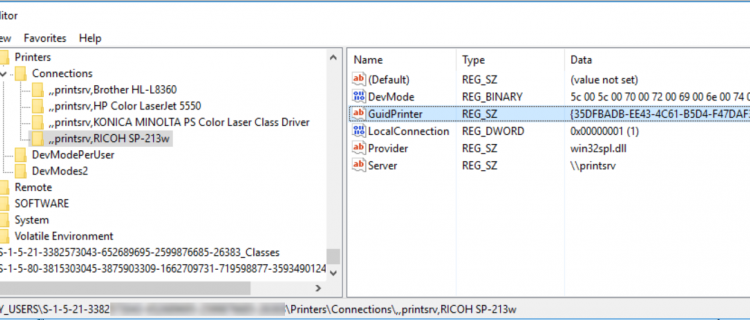 ditor
ew Favorites Help
Printers
Connections
,,printsrv,Brother HL-L8360
,,printsrv,HP Color LaserJet 5550
,,printsrv,KONICA MINOLTA PS Color Laser Class Driver
,,printsrv,RICOH SP-213w
DevModePerUser
DevModes2
Remote
SOFTWARE
System
Volatile Environment
S-1-5-21-3382573043-652689695-2599876685-26383_Classes
S-1-5-80-3815303045-3875903309-1662709731-719598877-3593490124
Name Type Data
(Default) REG_SZ (value not set)
DevMode REG_BINARY 5c 00 5c 00 70 00 72 00 69 00 6e 00 74 0
GuidPrinter REG_SZ {35DFBADB-EE43-4C61-B5D4-F47DAF
LocalConnection REG_DWORD 0x00000001 (1)
Provider REG_SZ win32spl.dll
Server REG_SZ \\printsrv
Y_USERS\S-1-5-21-3382
\Printers\Connections\,,printsrv,RICOH SP-213w